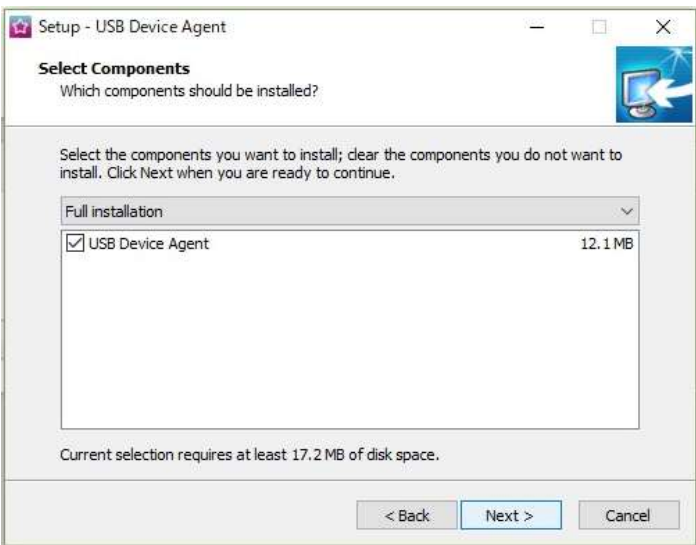 Setup - USB Device Agent
Select Components
Which components should be installed?
Select the components you want to install; clear the components you do not want to
install. Click Next when you are ready to continue.
Full installation
USB Device Agent 12.1 MB
Current selection requires at least 17.2 MB of disk space.
< Back Next > Cancel